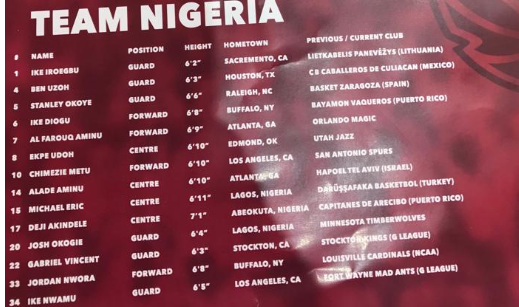 TEAM NIGERIA
# NAME POSITION HEIGHT HOMETOWN PREVIOUS / CURRENT CLUB
1 IKE IROEGBU GUARD 6'2" SACRAMENTO, CA LIETKABELIS PANEVĖŽYS (LITHUANIA)
4 BEN UZOH GUARD 6'3" HOUSTON, TX CB CABALLEROS DE CULIACAN (MEXICO)
5 STANLEY OKOYE GUARD 6'6" RALEIGH, NC BASKET ZARAGOZA (SPAIN)
6 IKE DIOGU FORWARD 6'8" BUFFALO, NY BAYAMON VAQUEROS (PUERTO RICO)
7 AL FAROUQ AMINU FORWARD 6'9" ATLANTA, GA ORLANDO MAGIC
8 EKPE UDOH CENTRE 6'10" EDMOND, OK UTAH JAZZ
10 CHIMEZIE METU FORWARD 6'10" LOS ANGELES, CA SAN ANTONIO SPURS
14 ALADE AMINU CENTRE 6'10" ATLANTA, GA HAPOEL TEL AVIV (ISRAEL)
15 MICHAEL ERIC CENTRE 6'11" LAGOS, NIGERIA DARÜŞŞAFAKA BASKETBOL (TURKEY)
17 DEJI AKINDELE CENTRE 7'1" ABEOKUTA, NIGERIA CAPITANES DE ARECIBO (PUERTO RICO)
20 JOSH OKOGIE GUARD 6'4" LAGOS, NIGERIA MINNESOTA TIMBERWOLVES
22 GABRIEL VINCENT GUARD 6'3" STOCKTON, CA STOCKTON KINGS (G LEAGUE)
33 JORDAN NWORA FORWARD 6'8" BUFFALO, NY LOUISVILLE CARDINALS (NCAA)
34 IKE NWAMU GUARD 6'5" LOS ANGELES, CA FORT WAYNE MAD ANTS (G LEAGUE)